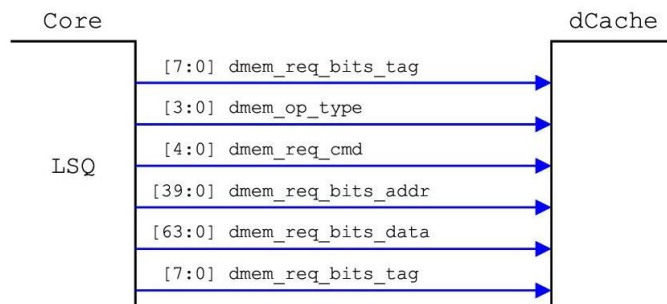 Core dCache
[7:0] dmem_req_bits_tag
[3:0] dmem_op_type
[4:0] dmem_req_cmd
LSQ
[39:0] dmem_req_bits_addr
[63:0] dmem_req_bits_data
[7:0] dmem_req_bits_tag